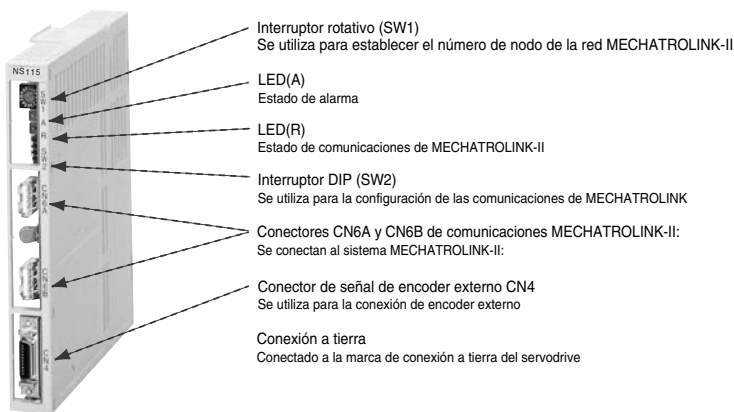 Interruptor rotativo (SW1)
Se utiliza para establecer el número de nodo de la red MECHATROLINK-II
NS115
LED(A)
Estado de alarma
LED(R)
Estado de comunicaciones de MECHATROLINK-II
Interruptor DIP (SW2)
Se utiliza para la configuración de las comunicaciones de MECHATROLINK
Conectores CN6A y CN6B de comunicaciones MECHATROLINK-II:
Se conectan al sistema MECHATROLINK-II:
Conector de señal de encoder externo CN4
Se utiliza para la conexión de encoder externo
Conexión a tierra
Conectado a la marca de conexión a tierra del servodrive
SW1
A
R
SW2
CN6A
CN6B
CN4